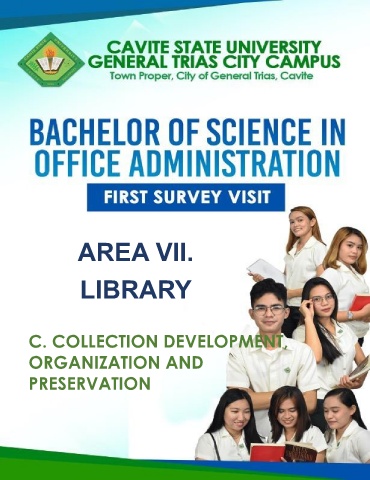 CAVITE STATE UNIVERSITY
GENERAL TRIAS CITY CAMPUS
Town Proper, City of General Trias, Cavite
BACHELOR OF SCIENCE IN
OFFICE ADMINISTRATION
FIRST SURVEY VISIT
AREA VII.
LIBRARY
C. COLLECTION DEVELOPMENT,
ORGANIZATION AND
PRESERVATION